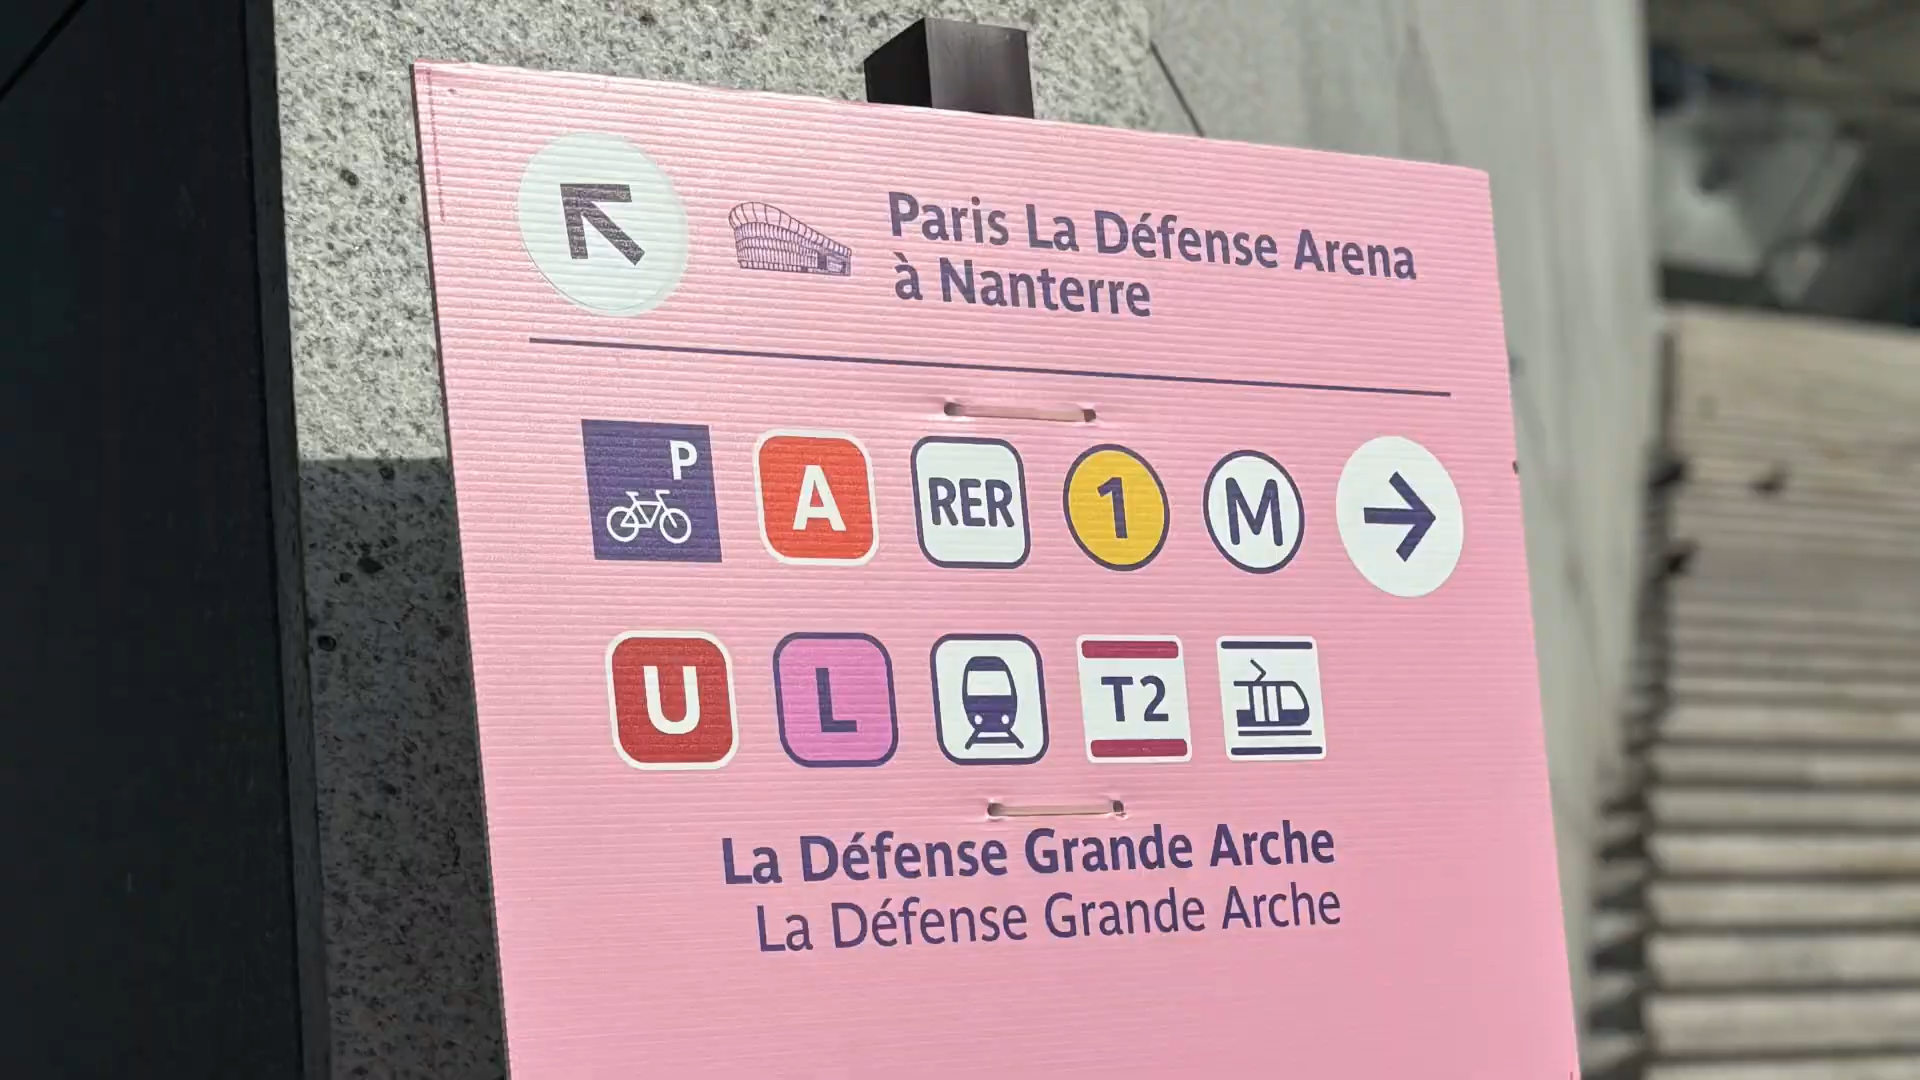 Paris La Défense Arena
à Nanterre
P A RER 1 M
U L T2
La Défense Grande Arche
La Défense Grande Arche